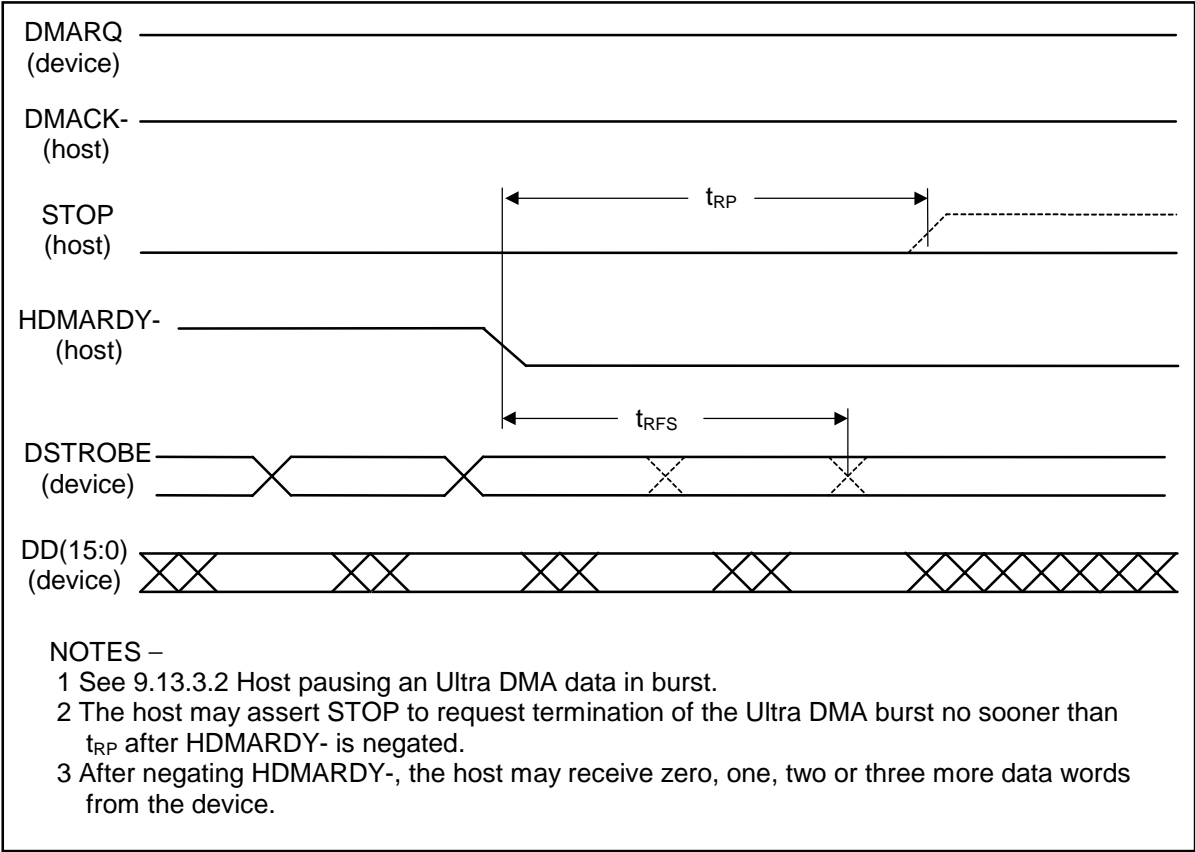 DMARQ
(device)
DMACK-
(host)
STOP
(host)
tRP
HDMARDY-
(host)
tRFS
DSTROBE
(device)
DD(15:0)
(device)
NOTES –
1 See 9.13.3.2 Host pausing an Ultra DMA data in burst.
2 The host may assert STOP to request termination of the Ultra DMA burst no sooner than
tRP after HDMARDY- is negated.
3 After negating HDMARDY-, the host may receive zero, one, two or three more data words
from the device.